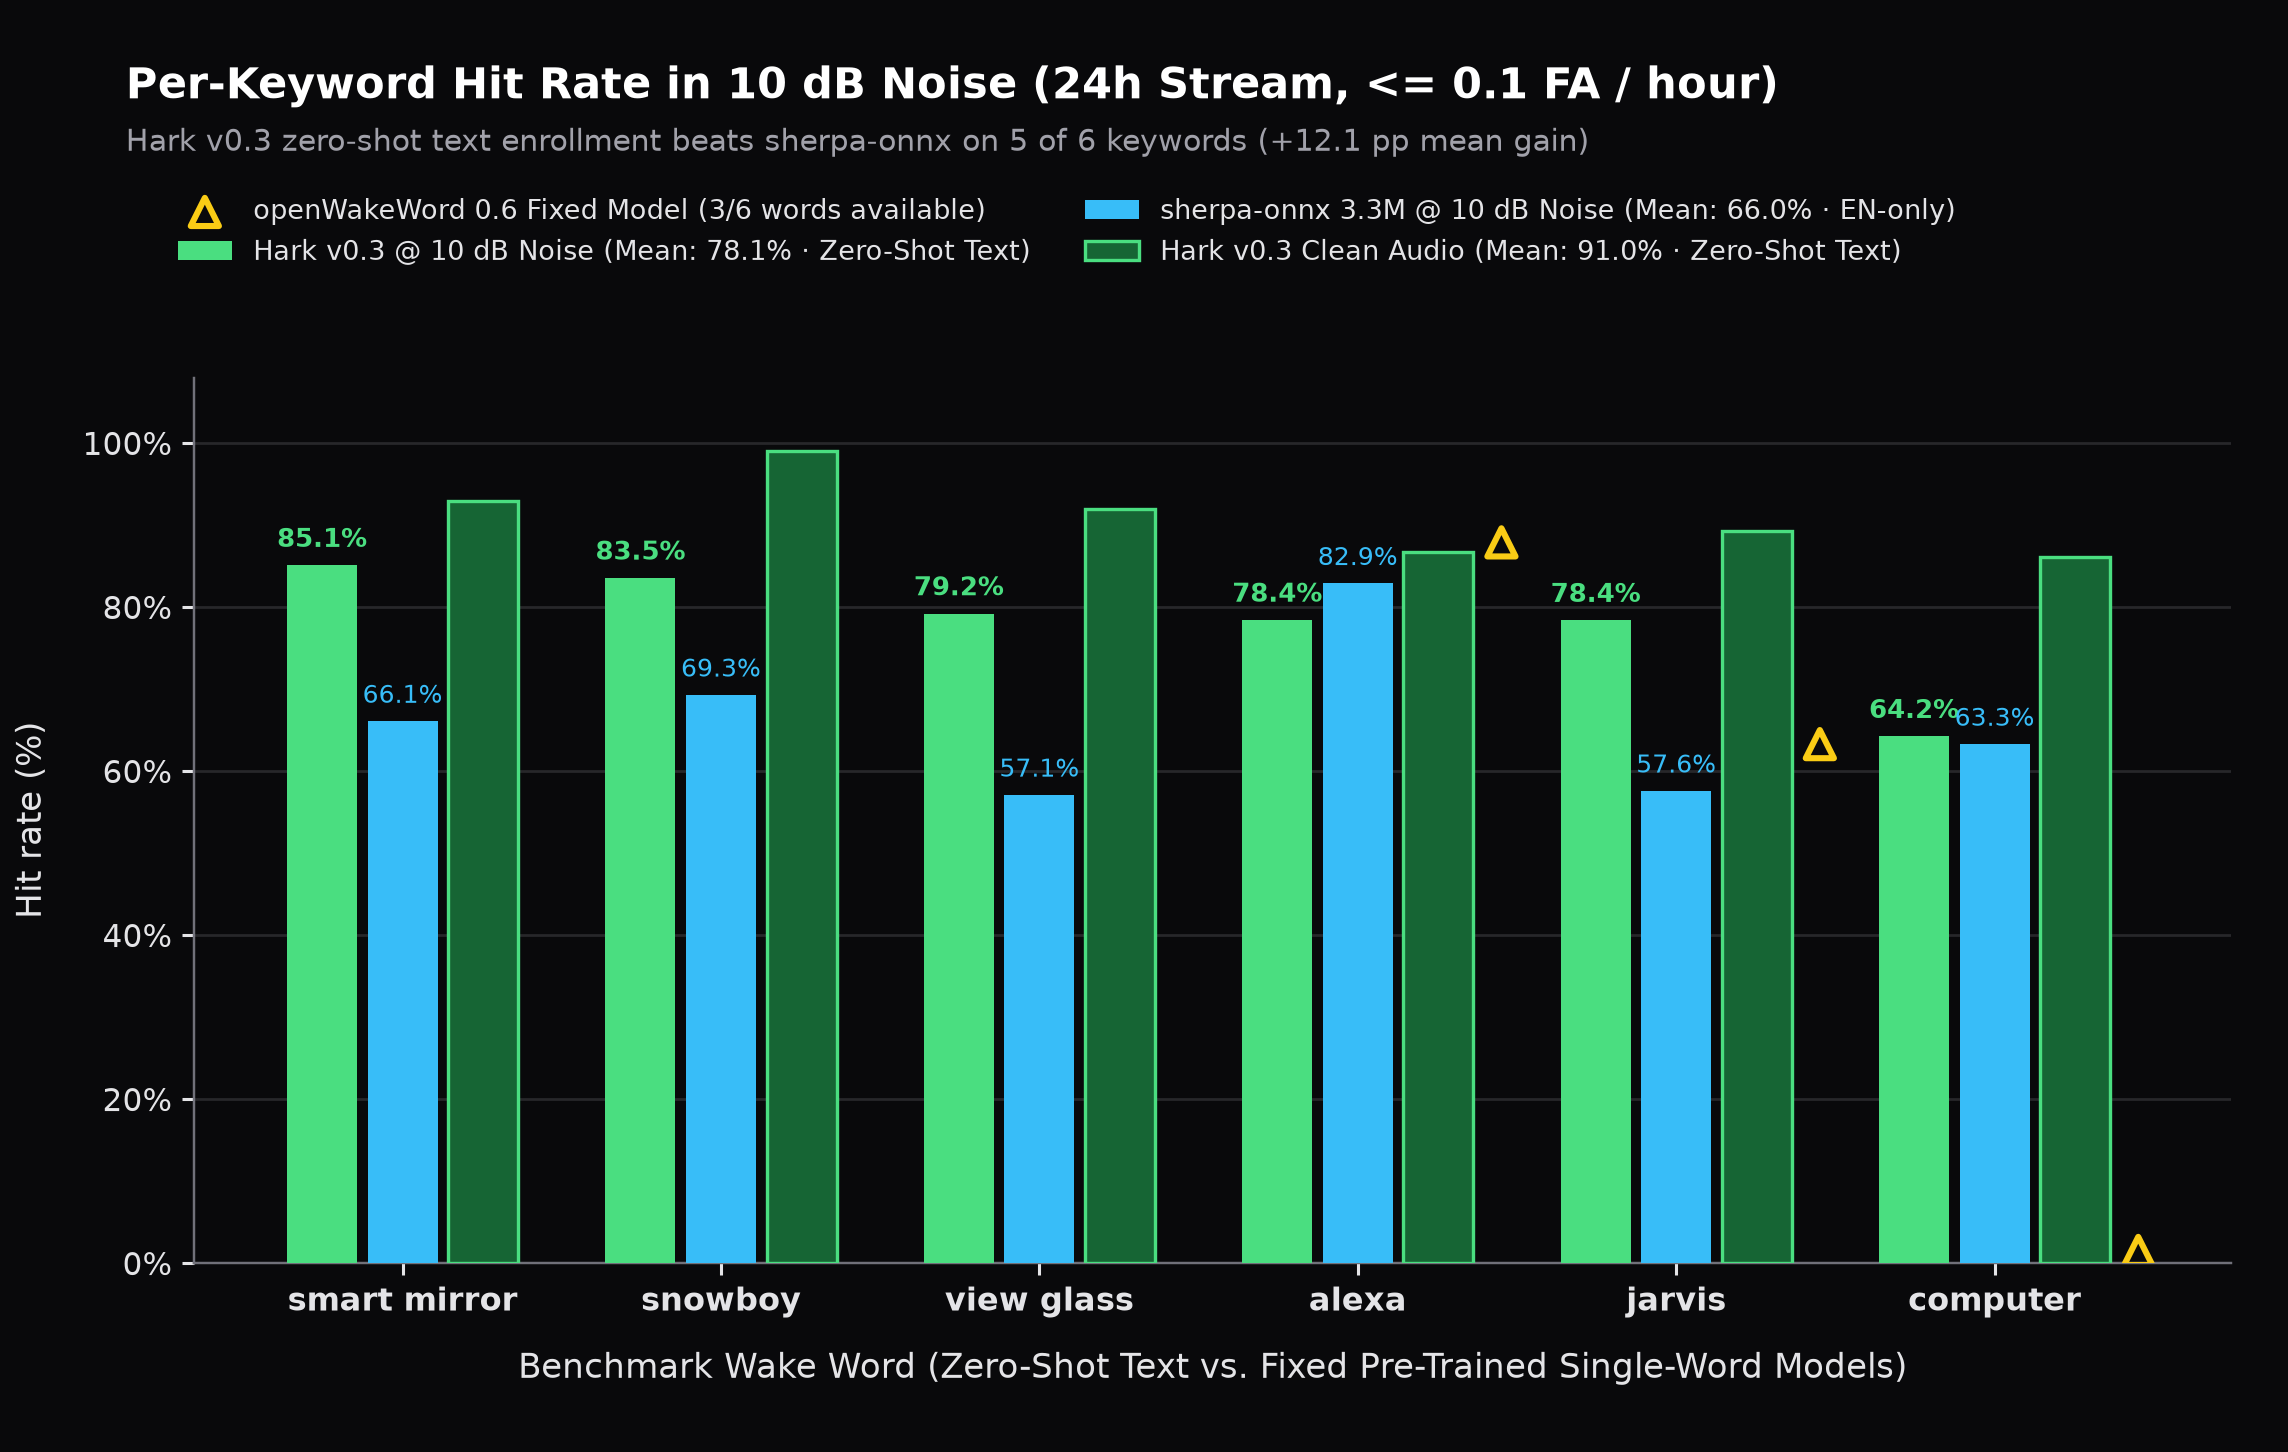 Per-Keyword Hit Rate in 10 dB Noise (24h Stream, <= 0.1 FA / hour)
Hark v0.3 zero-shot text enrollment beats sherpa-onnx on 5 of 6 keywords (+12.1 pp mean gain)
openWakeWord 0.6 Fixed Model (3/6 words available)
sherpa-onnx 3.3M @ 10 dB Noise (Mean: 66.0% · EN-only)
Hark v0.3 @ 10 dB Noise (Mean: 78.1% · Zero-Shot Text)
Hark v0.3 Clean Audio (Mean: 91.0% · Zero-Shot Text)
Hit rate (%)
100%
80%
60%
40%
20%
0%
85.1%
66.1%
83.5%
69.3%
79.2%
57.1%
78.4%
82.9%
78.4%
57.6%
64.2%
63.3%
smart mirror
snowboy
view glass
alexa
jarvis
computer
Benchmark Wake Word (Zero-Shot Text vs. Fixed Pre-Trained Single-Word Models)